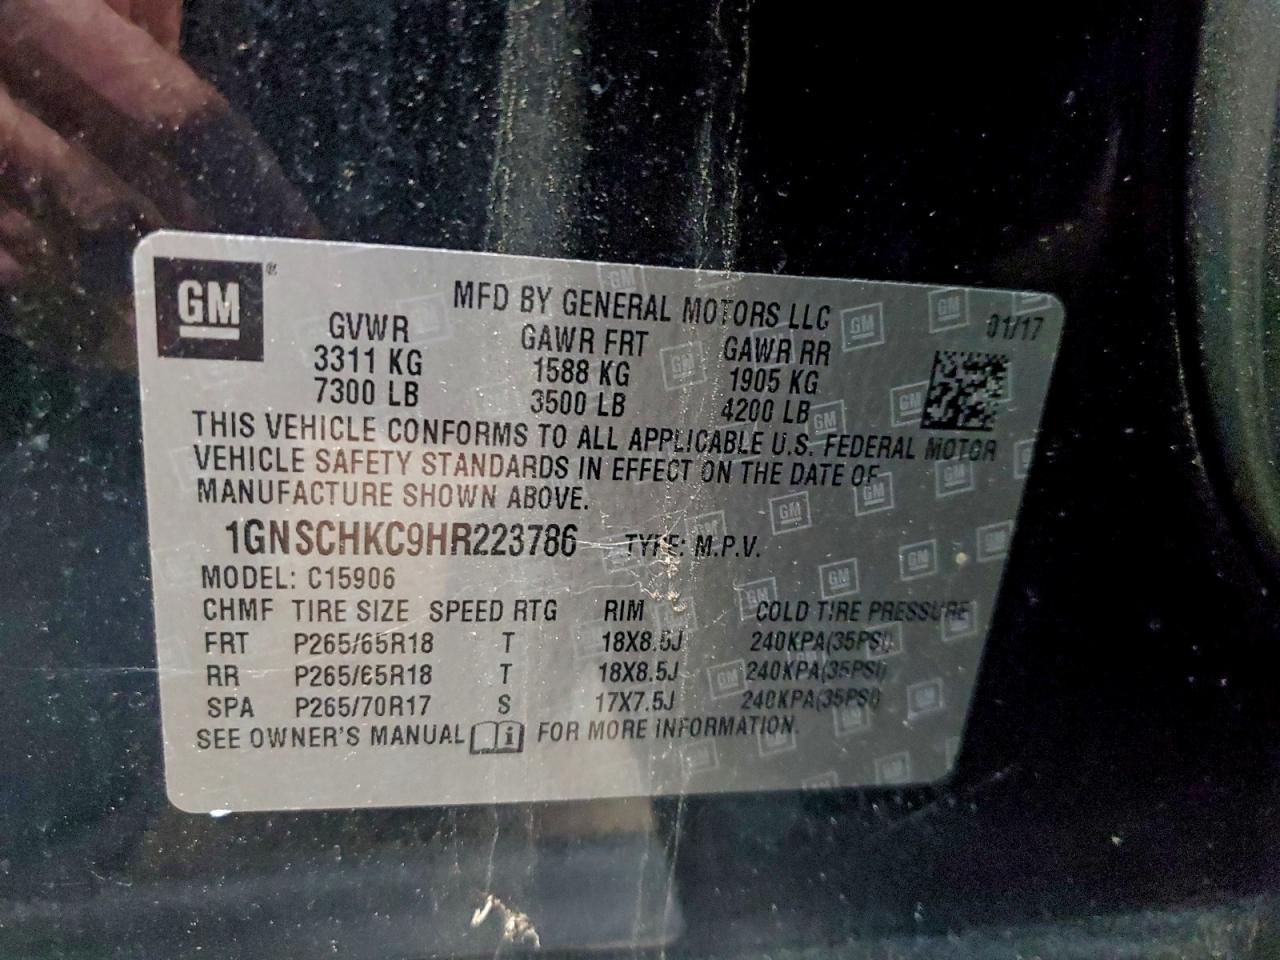 GM®
MFD BY GENERAL MOTORS LLC
01/17
GVWR GAWR FRT GAWR RR
3311 KG 1588 KG 1905 KG
7300 LB 3500 LB 4200 LB
THIS VEHICLE CONFORMS TO ALL APPLICABLE U.S. FEDERAL MOTOR
VEHICLE SAFETY STANDARDS IN EFFECT ON THE DATE OF
MANUFACTURE SHOWN ABOVE.
1GNSCHKC9HR223786 TYPE: M.P.V.
MODEL: C15906
CHMF TIRE SIZE SPEED RTG RIM COLD TIRE PRESSURE
FRT P265/65R18 T 18X8.5J 240KPA(35PSI)
RR P265/65R18 T 18X8.5J 240KPA(35PSI)
SPA P265/70R17 S 17X7.5J 240KPA(35PSI)
SEE OWNER'S MANUAL i FOR MORE INFORMATION.